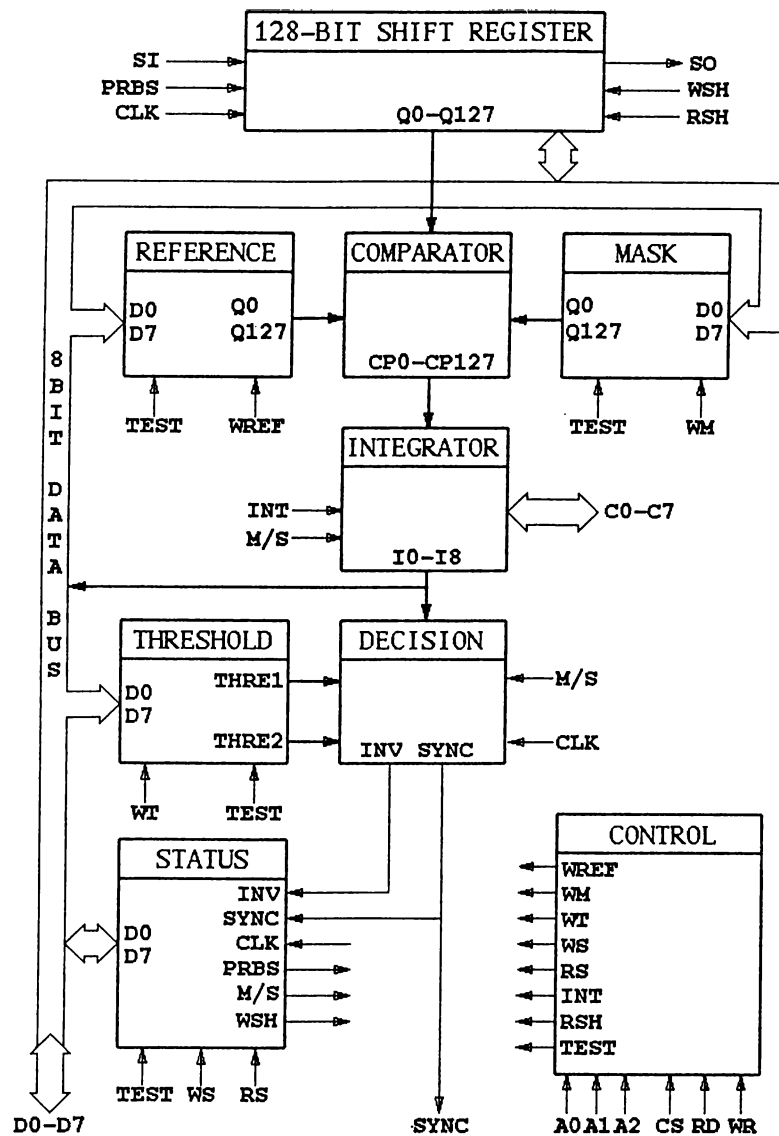 128-BIT SHIFT REGISTER
SI
SO
PRBS
WSH
CLK
RSH
Q0-Q127
REFERENCE
COMPARATOR
MASK
D0
D7
Q0
Q127
Q0
Q127
D0
D7
CP0-CP127
TEST
WREF
TEST
WM
8BIT DATA BUS
INTEGRATOR
INT
M/S
C0-C7
I0-I8
THRESHOLD
DECISION
D0
D7
THRE1
THRE2
M/S
CLK
INV SYNC
WT
TEST
STATUS
INV
SYNC
CLK
PRBS
M/S
WSH
D0
D7
TEST
WS
RS
CONTROL
WREF
WM
WT
WS
RS
INT
RSH
TEST
D0-D7
SYNC
A0 A1 A2 CS RD WR